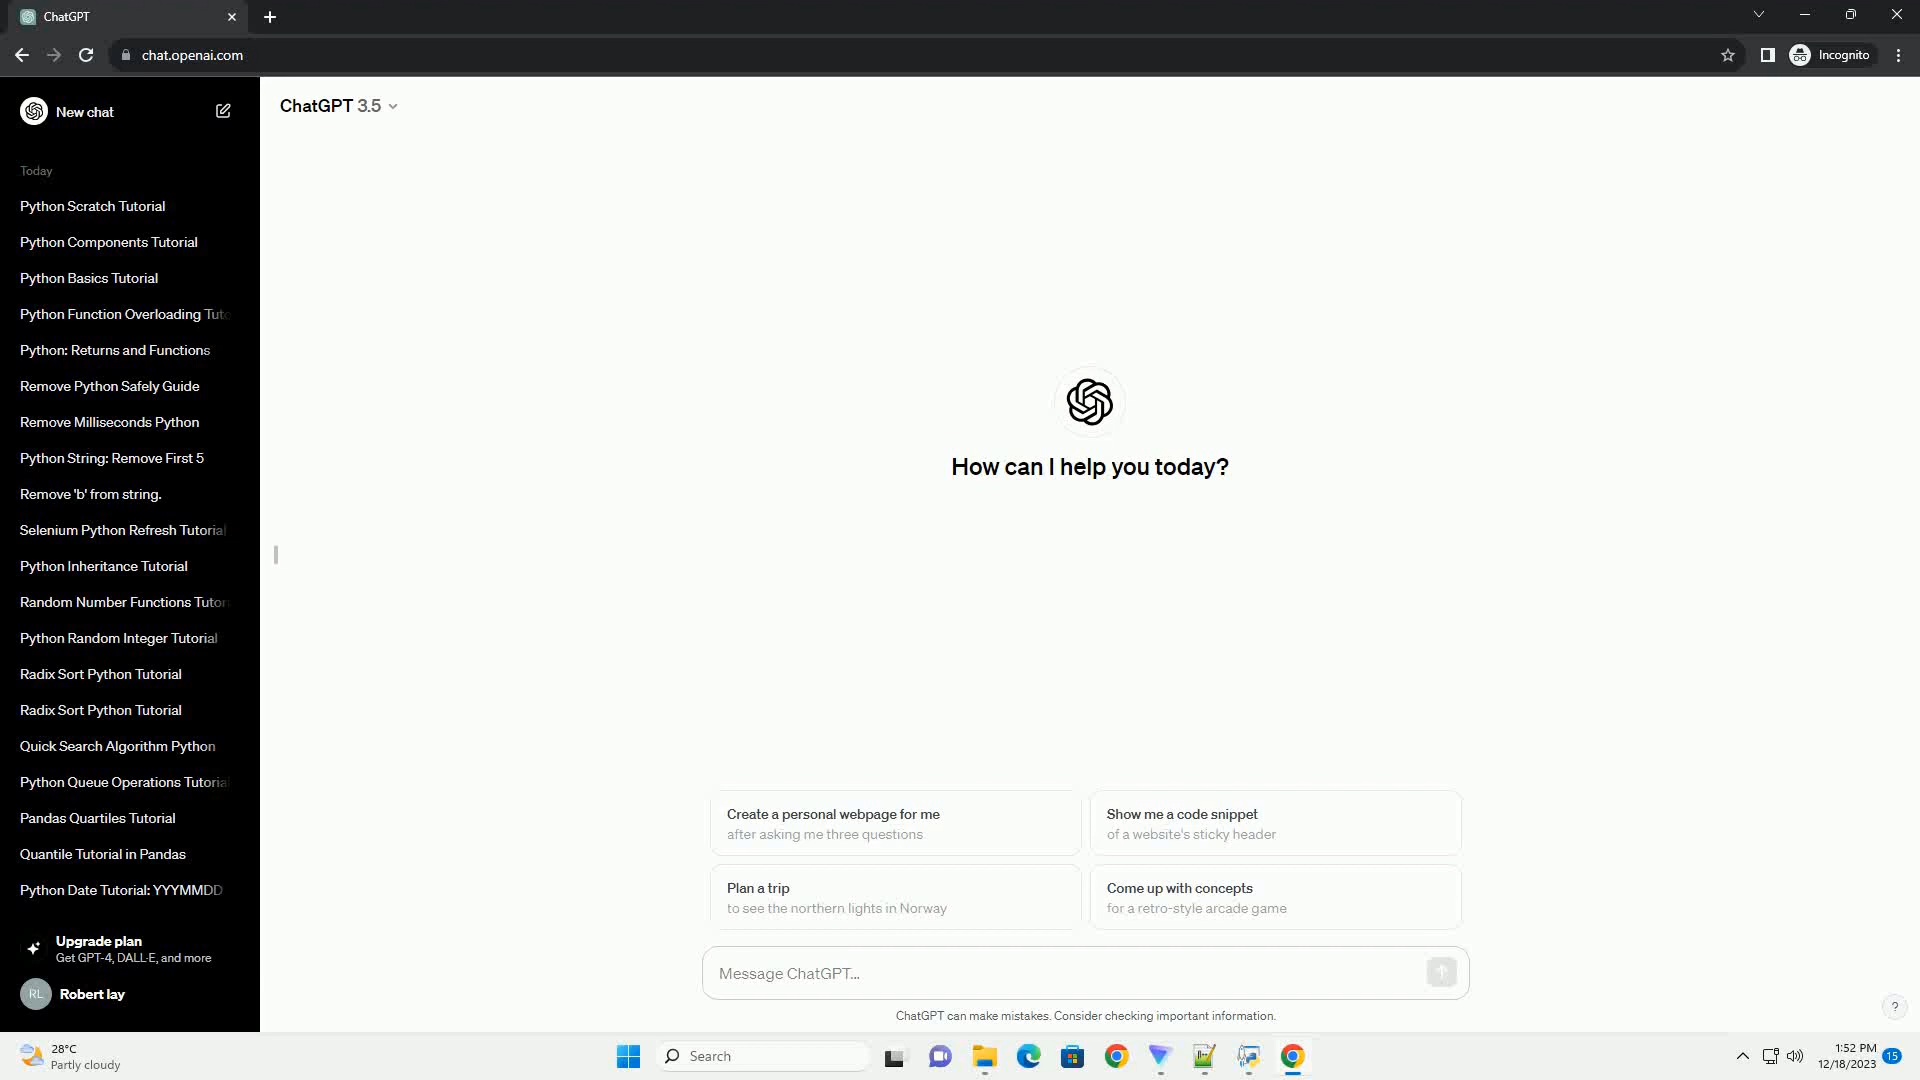 ChatGPT
chat.openai.com
Incognito
New chat
ChatGPT 3.5
Today
Python Scratch Tutorial
Python Components Tutorial
Python Basics Tutorial
Python Function Overloading Tuto
Python: Returns and Functions
Remove Python Safely Guide
Remove Milliseconds Python
Python String: Remove First 5
Remove 'b' from string.
Selenium Python Refresh Tutorial
Python Inheritance Tutorial
Random Number Functions Tutor
Python Random Integer Tutorial
Radix Sort Python Tutorial
Radix Sort Python Tutorial
Quick Search Algorithm Python
Python Queue Operations Tutorial
Pandas Quartiles Tutorial
Quantile Tutorial in Pandas
Python Date Tutorial: YYYMMDD
Upgrade plan
Get GPT-4, DALL·E, and more
RL
Robert lay
How can I help you today?
Create a personal webpage for me
after asking me three questions
Show me a code snippet
of a website's sticky header
Plan a trip
to see the northern lights in Norway
Come up with concepts
for a retro-style arcade game
Message ChatGPT...
ChatGPT can make mistakes. Consider checking important information.
?
28°C
Partly cloudy
Search
1:52 PM
12/18/2023
15